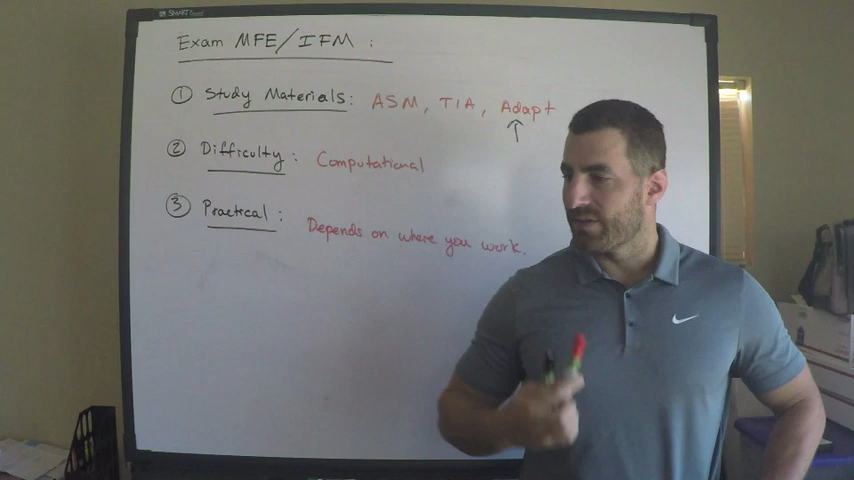 SMART
Exam MFE/IFM :
① Study Materials: ASM, TIA, Adapt
② Difficulty: Computational
③ Practical: Depends on where you work.